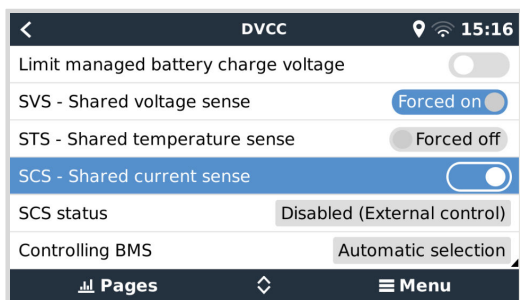 DVCC 15:16
Limit managed battery charge voltage
SVS - Shared voltage sense Forced on
STS - Shared temperature sense Forced off
SCS - Shared current sense
SCS status Disabled (External control)
Controlling BMS Automatic selection
Pages Menu